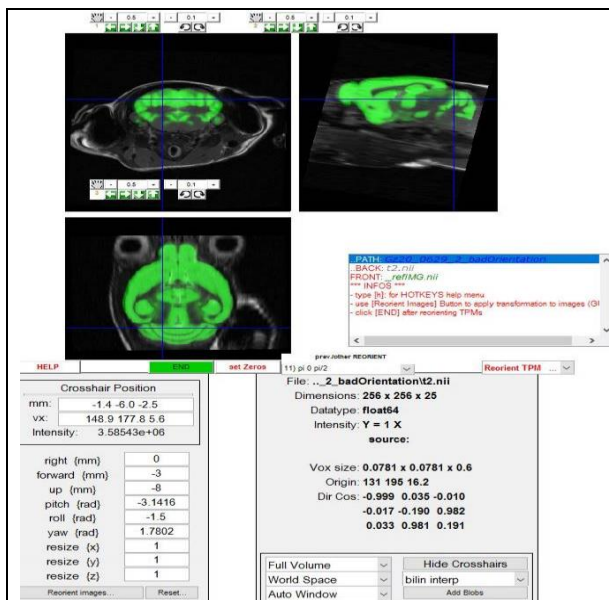 0.5 - 0.1
0.5 - 0.1
1
2
- 0.5 - - 0.1
3
..PATH: G220_0629_2_badOrientation
..BACK: t2.nii
FRONT: _refIMG.nii
*** INFOS ***
- type [h]: for HOTKEYS help menu
- use [Reorient Images] Button to apply transformation to images (GI
- click [END] after reorienting TPMs
prev./other REORIENT
HELP END set Zeros 11) pi 0 pi/2 Reorient TPM ...
Crosshair Position
mm: -1.4 -6.0 -2.5
vx: 148.9 177.8 5.6
Intensity: 3.58543e+06
right {mm} 0
forward {mm} -3
up {mm} -8
pitch {rad} -3.1416
roll {rad} -1.5
yaw {rad} 1.7802
resize {x} 1
resize {y} 1
resize {z} 1
Reorient images... Reset...
File: .._2_badOrientation\t2.nii
Dimensions: 256 x 256 x 25
Datatype: float64
Intensity: Y = 1 X
source:
Vox size: 0.0781 x 0.0781 x 0.6
Origin: 131 195 16.2
Dir Cos: -0.999 0.035 -0.010
-0.017 -0.190 0.982
0.033 0.981 0.191
Full Volume Hide Crosshairs
World Space bilin interp
Auto Window Add Blobs